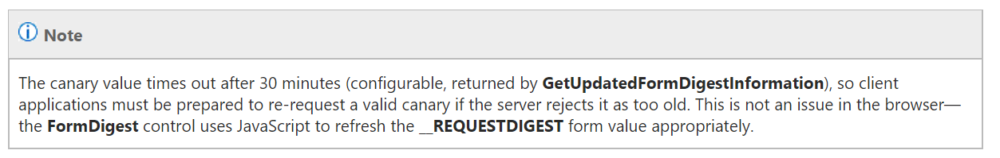 Note
The canary value times out after 30 minutes (configurable, returned by GetUpdatedFormDigestInformation), so client
applications must be prepared to re-request a valid canary if the server rejects it as too old. This is not an issue in the browser—
the FormDigest control uses JavaScript to refresh the __REQUESTDIGEST form value appropriately.